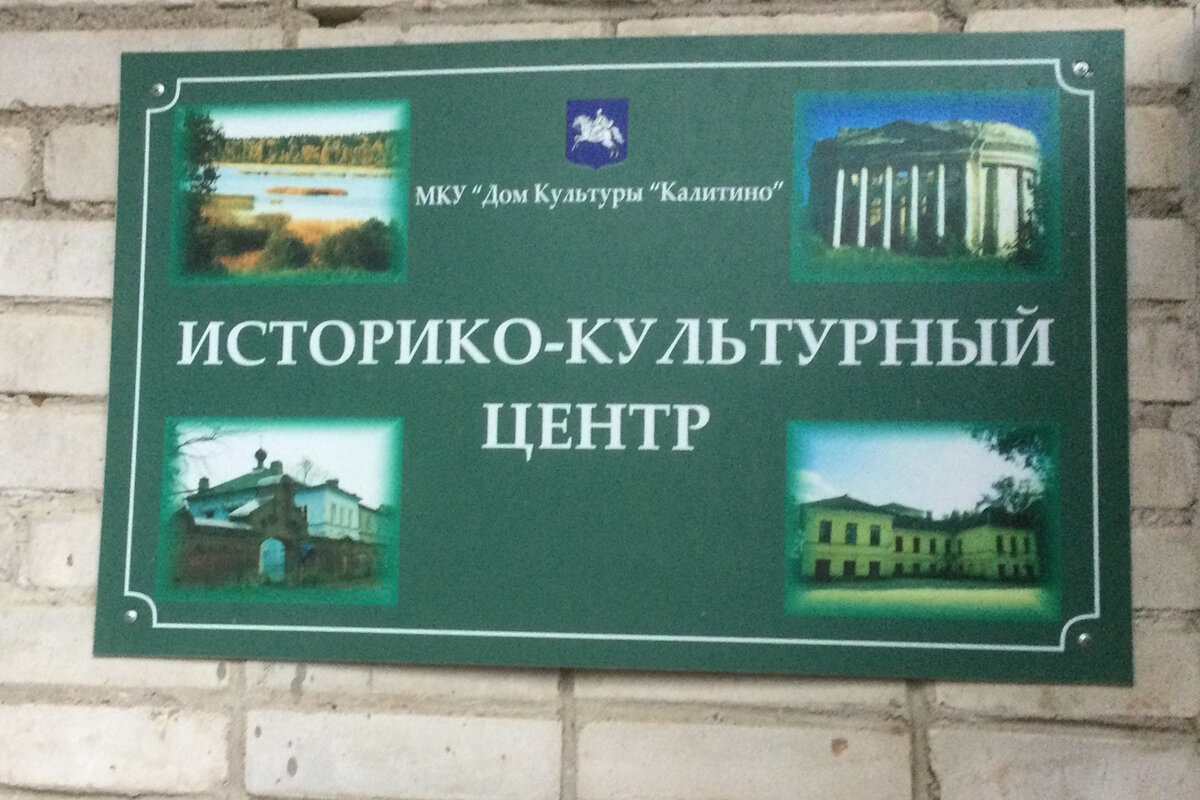 МКУ "Дом Культуры "Калитино"
ИСТОРИКО-КУЛЬТУРНЫЙ
ЦЕНТР